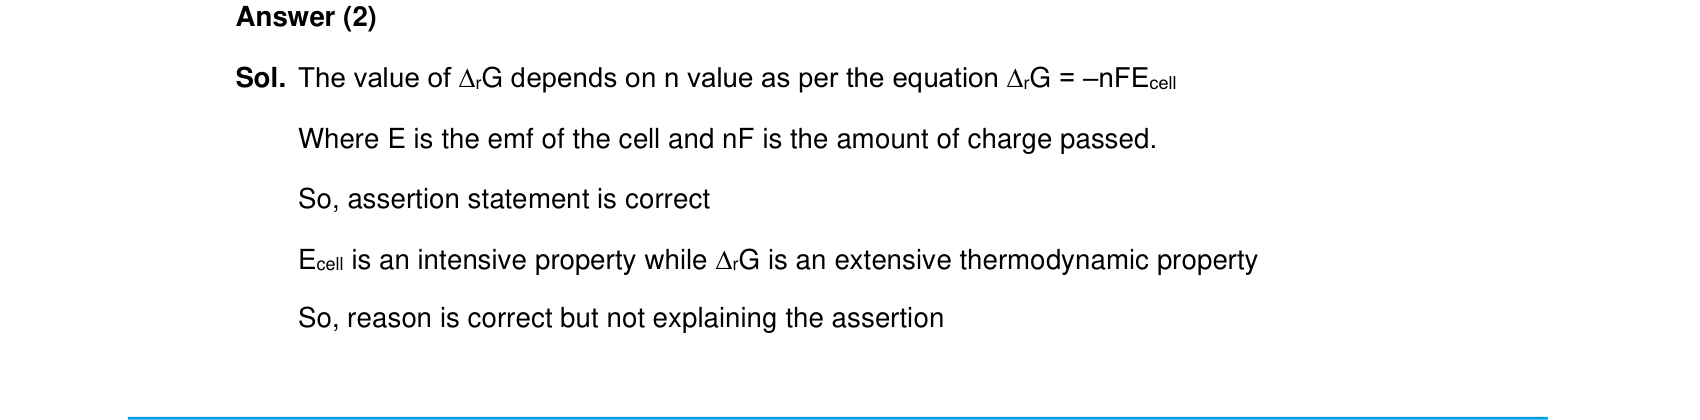 Answer (2)
Sol. The value of ΔrG depends on n value as per the equation ΔrG = –nFEcell
Where E is the emf of the cell and nF is the amount of charge passed.
So, assertion statement is correct
Ecell is an intensive property while ΔrG is an extensive thermodynamic property
So, reason is correct but not explaining the assertion